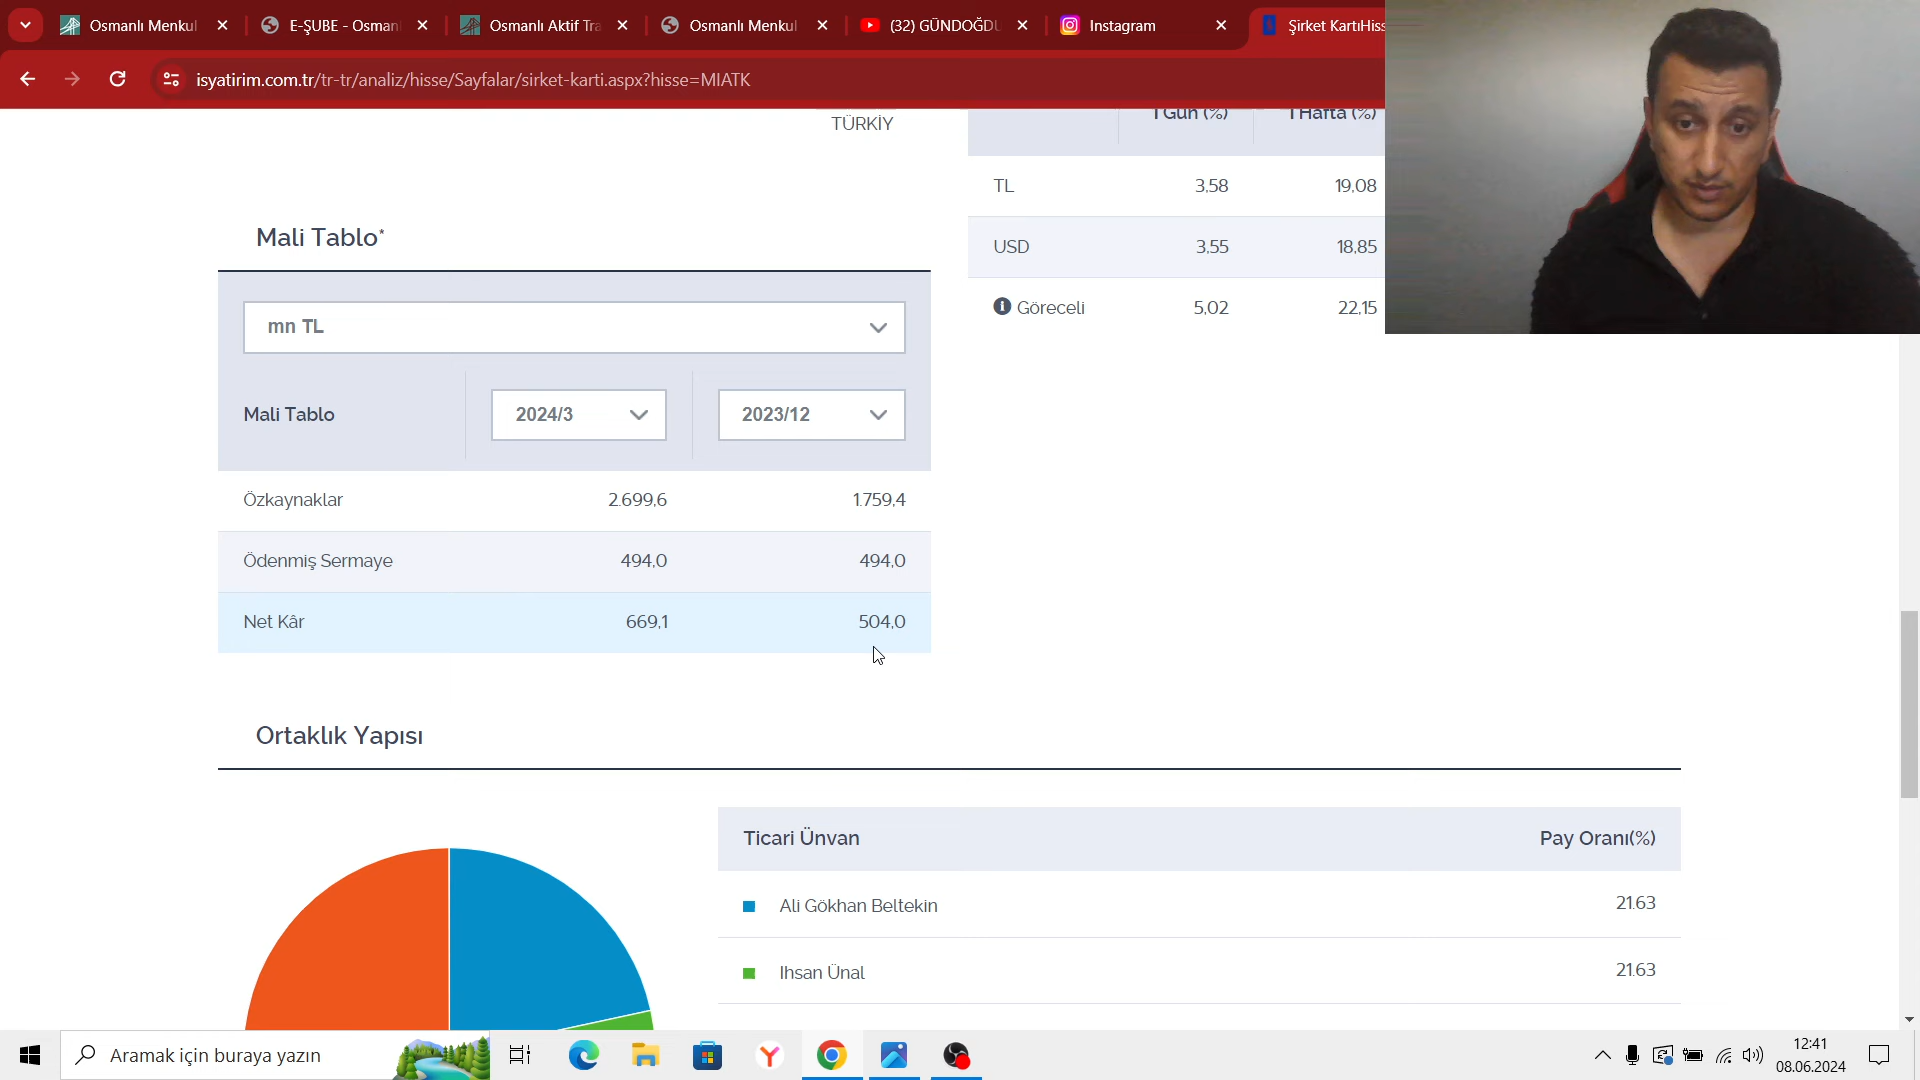 Osmanlı Menkul
E-ŞUBE - Osmanl
Osmanlı Aktif Tra
Osmanlı Menkul
(32) GÜNDOĞDU
Instagram
Şirket KartıHiss
isyatirim.com.tr/tr-tr/analiz/hisse/Sayfalar/sirket-karti.aspx?hisse=MIATK
TÜRKİY
1 Gün (%) 1 Hafta (%)
TL 3,58 19,08
USD 3,55 18,85
Göreceli 5,02 22,15
Mali Tablo*
mn TL
Mali Tablo 2024/3 2023/12
Özkaynaklar 2.699,6 1.759,4
Ödenmiş Sermaye 494,0 494,0
Net Kâr 669,1 504,0
Ortaklık Yapısı
Ticari Ünvan Pay Oranı(%)
Ali Gökhan Beltekin 21.63
Ihsan Ünal 21.63
Aramak için buraya yazın
12:41
08.06.2024